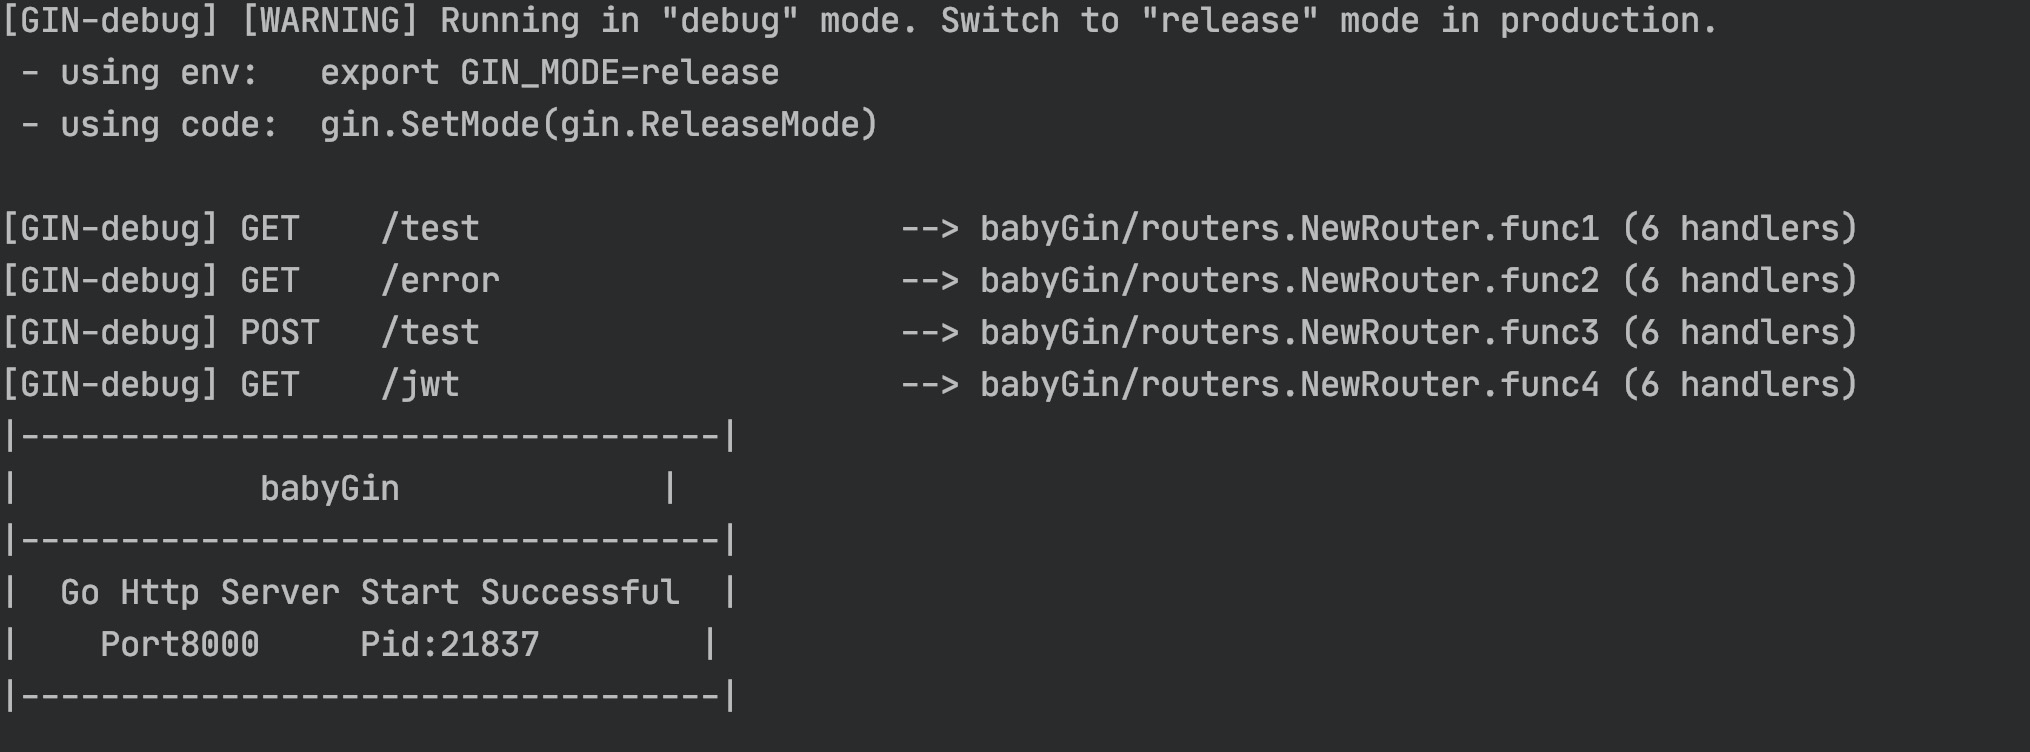 [GIN-debug] [WARNING] Running in "debug" mode. Switch to "release" mode in production.
 - using env:   export GIN_MODE=release
 - using code:  gin.SetMode(gin.ReleaseMode)

[GIN-debug] GET    /test                     --> babyGin/routers.NewRouter.func1 (6 handlers)
[GIN-debug] GET    /error                    --> babyGin/routers.NewRouter.func2 (6 handlers)
[GIN-debug] POST   /test                     --> babyGin/routers.NewRouter.func3 (6 handlers)
[GIN-debug] GET    /jwt                      --> babyGin/routers.NewRouter.func4 (6 handlers)
|-----------------------------------|
|            babyGin             |
|-----------------------------------|
|  Go Http Server Start Successful  |
|    Port8000     Pid:21837        |
|-----------------------------------|